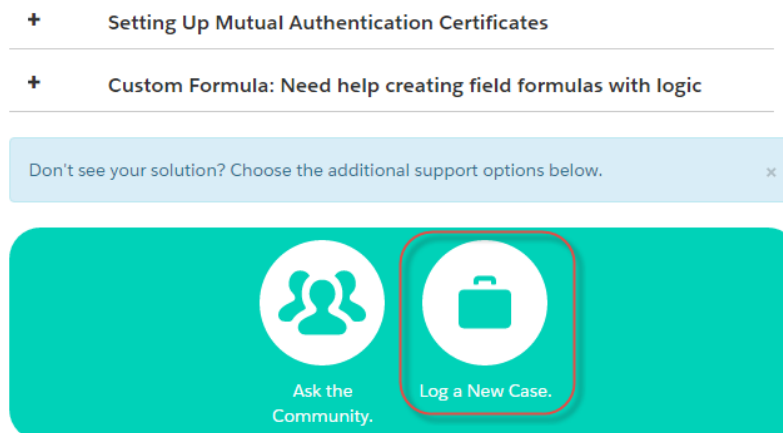 + Setting Up Mutual Authentication Certificates
+ Custom Formula: Need help creating field formulas with logic
Don't see your solution? Choose the additional support options below. ×
Ask the
Community.
Log a New Case.